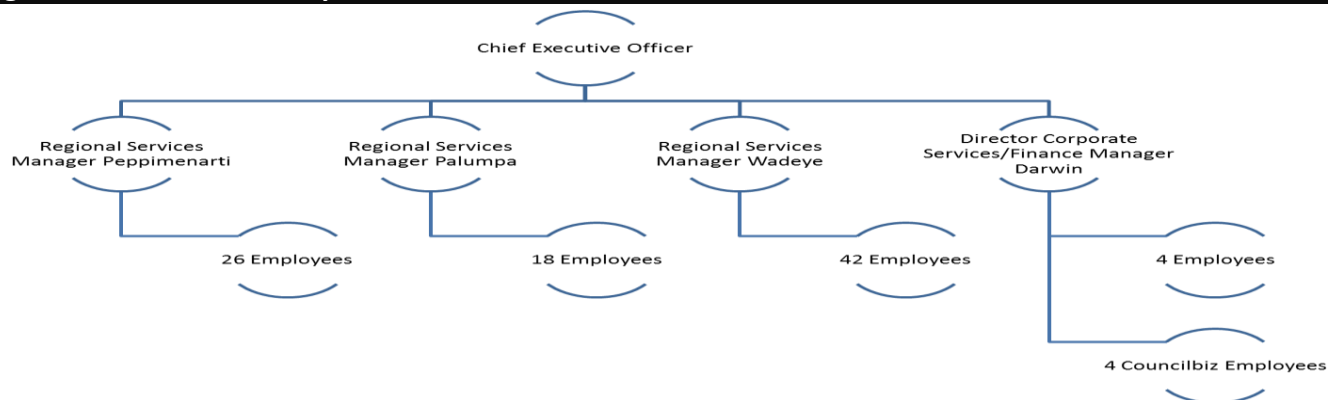 Chief Executive Officer
Regional Services
Manager Peppimenarti
Regional Services
Manager Palumpa
Regional Services
Manager Wadeye
Director Corporate
Services/Finance Manager
Darwin
26 Employees
18 Employees
42 Employees
4 Employees
4 Councilbiz Employees